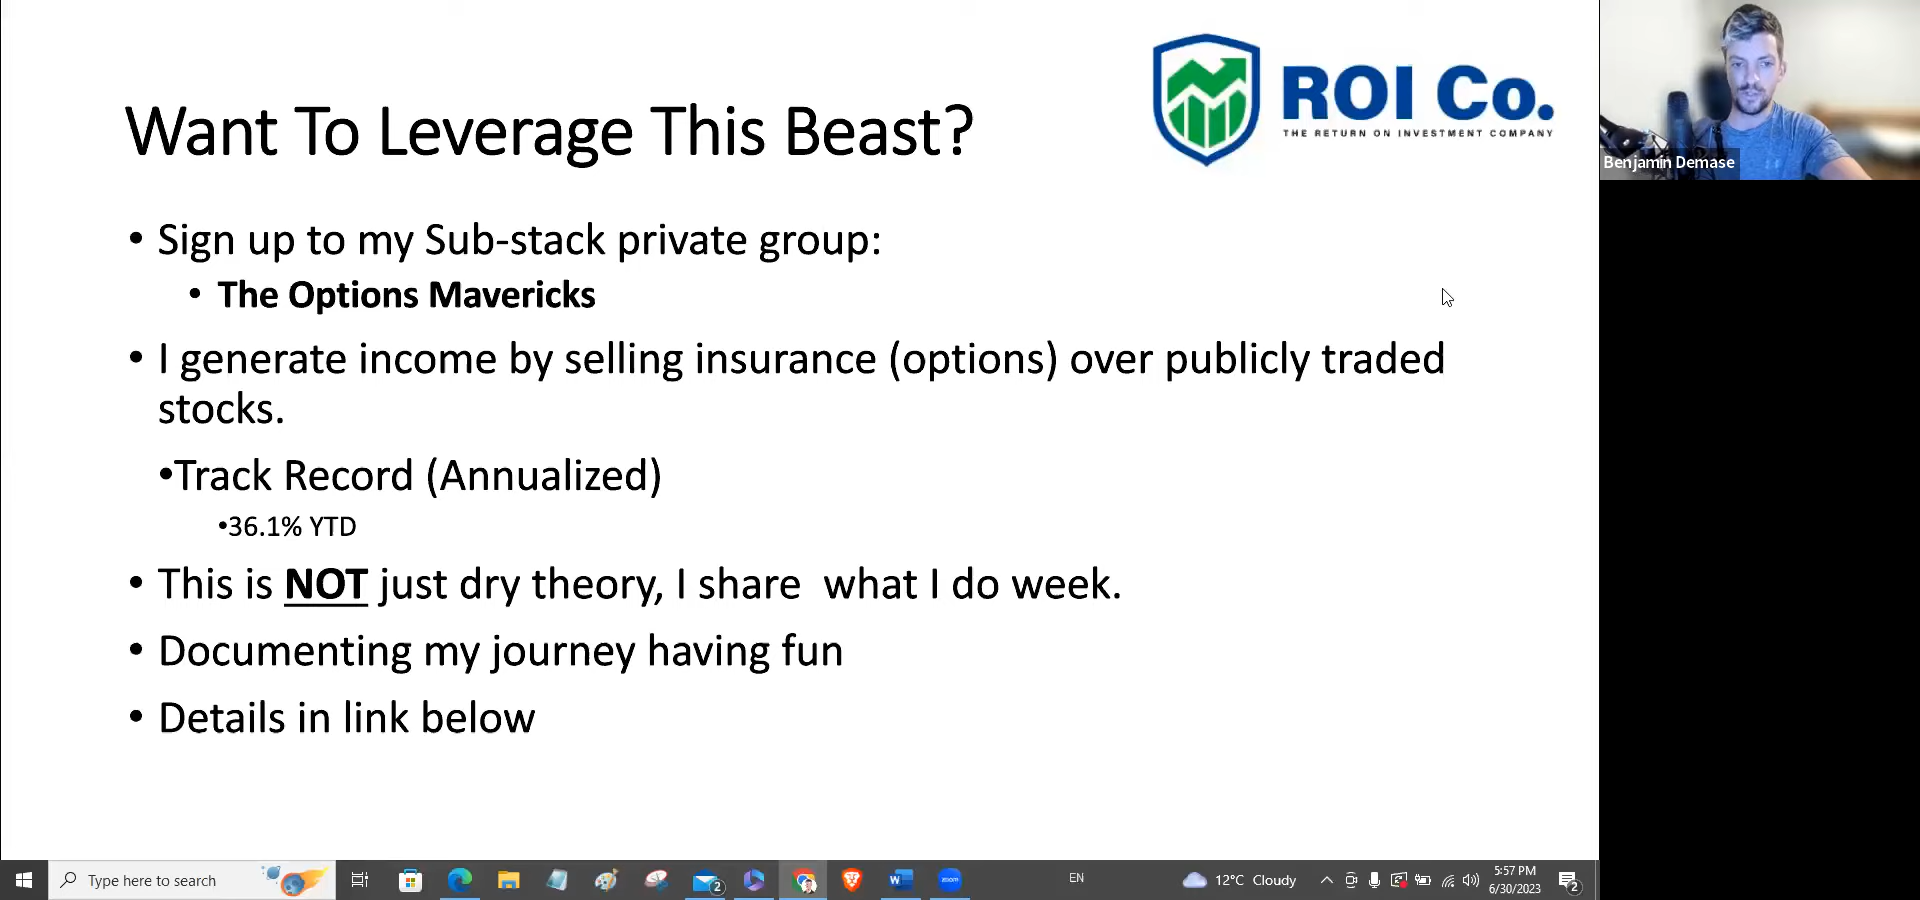 Want To Leverage This Beast?
ROI Co.
THE RETURN ON INVESTMENT COMPANY
Benjamin Demase
• Sign up to my Sub-stack private group:
• The Options Mavericks
• I generate income by selling insurance (options) over publicly traded
stocks.
•Track Record (Annualized)
•36.1% YTD
• This is NOT just dry theory, I share  what I do week.
• Documenting my journey having fun
• Details in link below
Type here to search
2
W
zoom
EN
12°C Cloudy
5:57 PM
6/30/2023
2